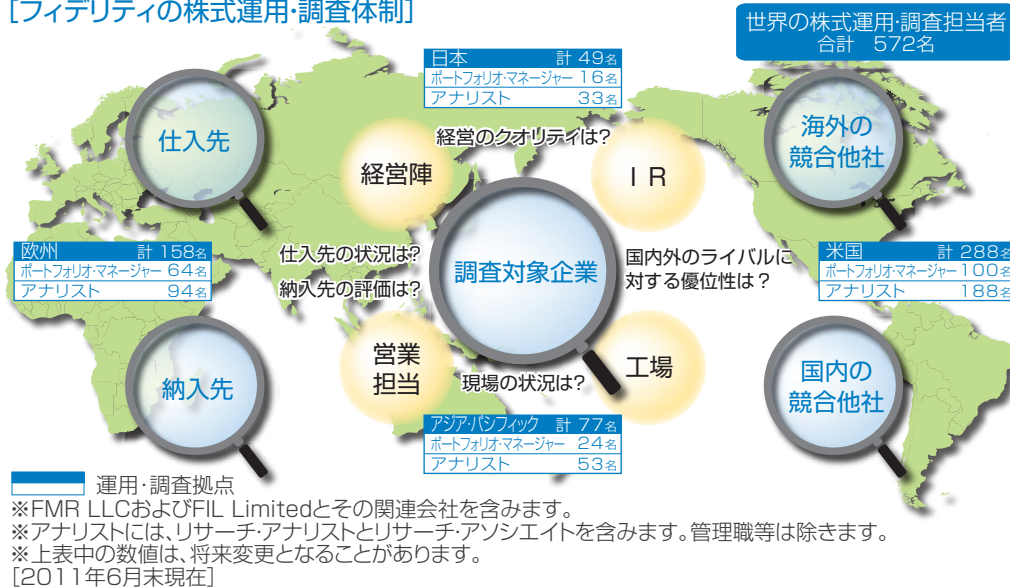 [フィデリティの株式運用・調査体制]
世界の株式運用・調査担当者
合計 572名
日本 計 49名
ポートフォリオ・マネージャー 16名
アナリスト 33名
仕入先
海外の
競合他社
経営のクオリティは?
経営陣
I R
欧州 計 158名
ポートフォリオ・マネージャー 64名
アナリスト 94名
仕入先の状況は?
納入先の評価は?
調査対象企業
国内外のライバルに
対する優位性は?
米国 計 288名
ポートフォリオ・マネージャー 100名
アナリスト 188名
納入先
営業
担当
現場の状況は?
工場
国内の
競合他社
アジア・パシフィック 計 77名
ポートフォリオ・マネージャー 24名
アナリスト 53名
運用・調査拠点
※FMR LLCおよびFIL Limitedとその関連会社を含みます。
※アナリストには、リサーチ・アナリストとリサーチ・アソシエイトを含みます。管理職等は除きます。
※上表中の数値は、将来変更となることがあります。
[2011年6月末現在]